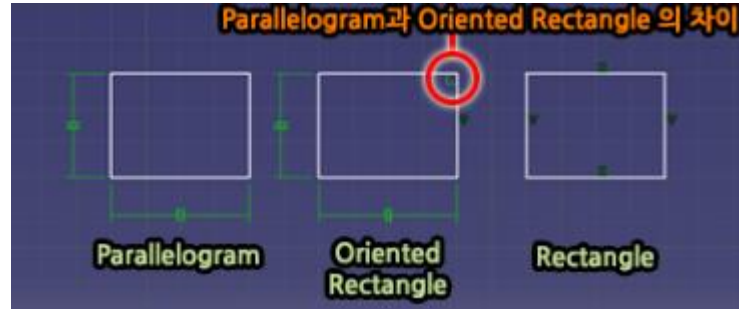 Parallelogram과 Oriented Rectangle 의 차이
Parallelogram
Oriented
Rectangle
Rectangle